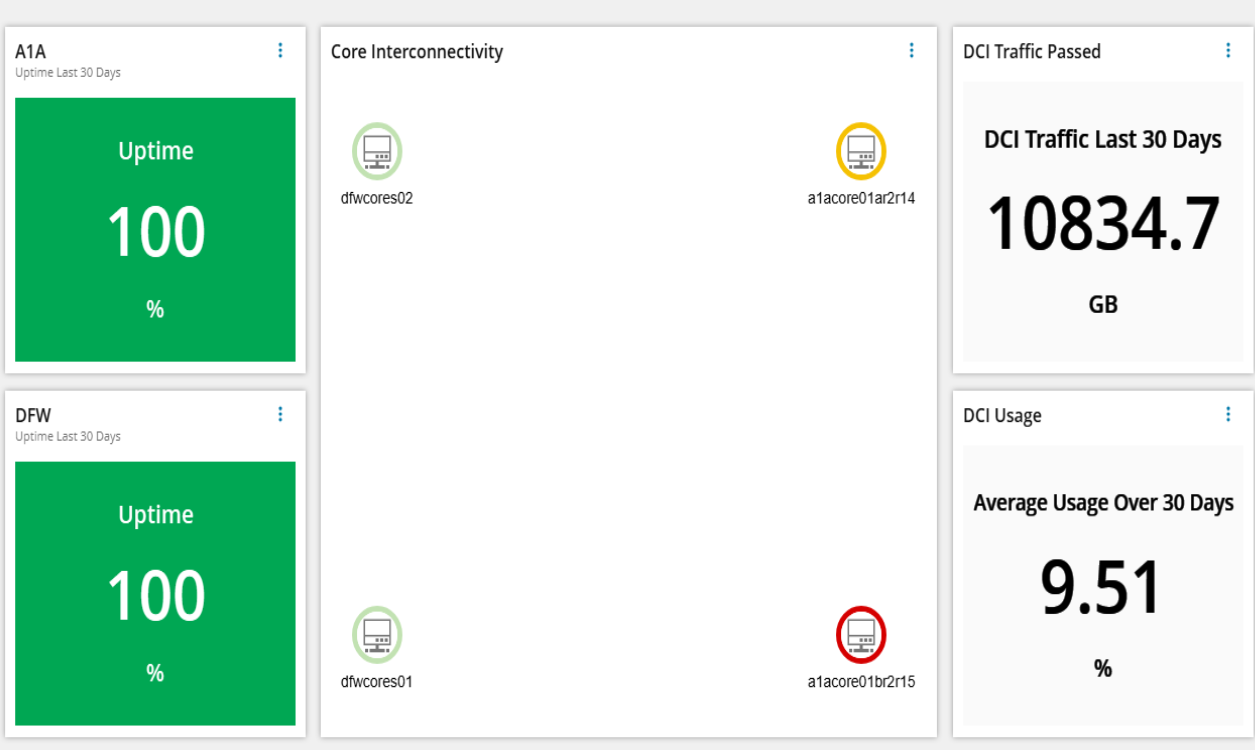 A1A
Uptime Last 30 Days
Uptime
100
%
DFW
Uptime Last 30 Days
Uptime
100
%
Core Interconnectivity
dfwcores02
a1acore01ar2r14
dfwcores01
a1acore01br2r15
DCI Traffic Passed
DCI Traffic Last 30 Days
10834.7
GB
DCI Usage
Average Usage Over 30 Days
9.51
%